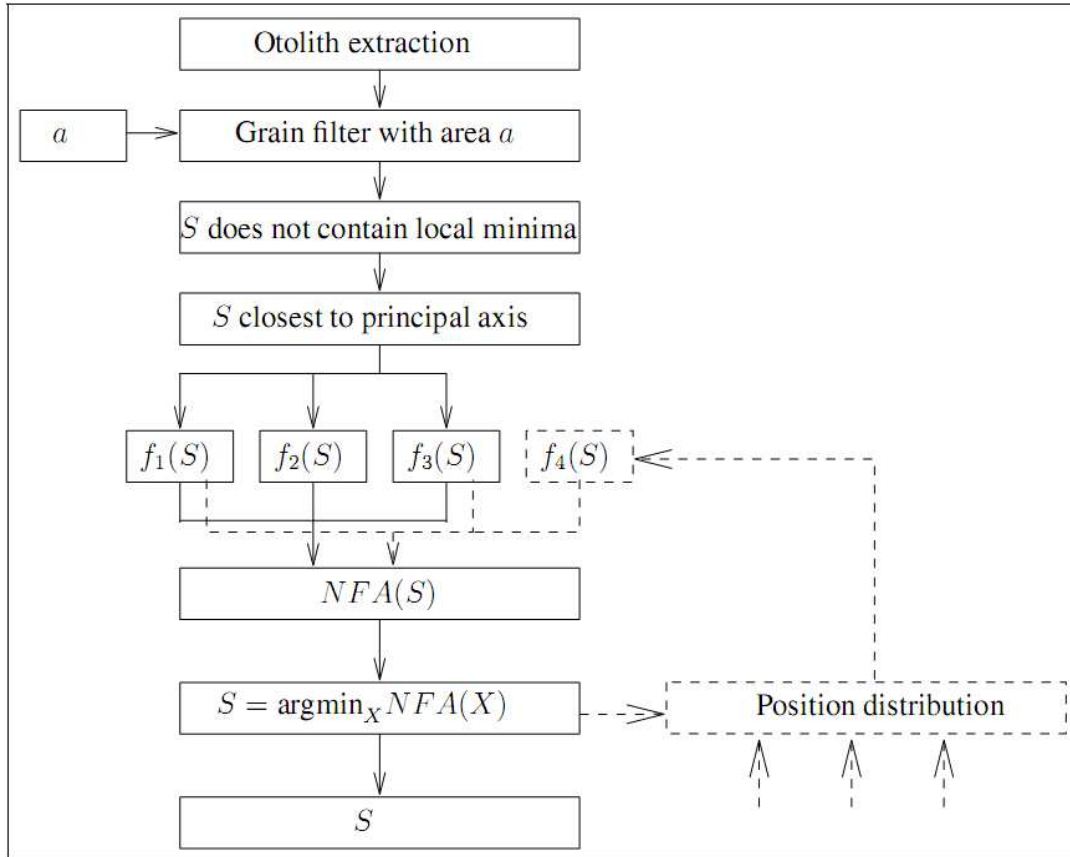 Otolith extraction
a
Grain filter with area a
S does not contain local minima
S closest to principal axis
f₁(S)
f₂(S)
f₃(S)
f₄(S)
NFA(S)
S = argminₓ NFA(X)
Position distribution
S